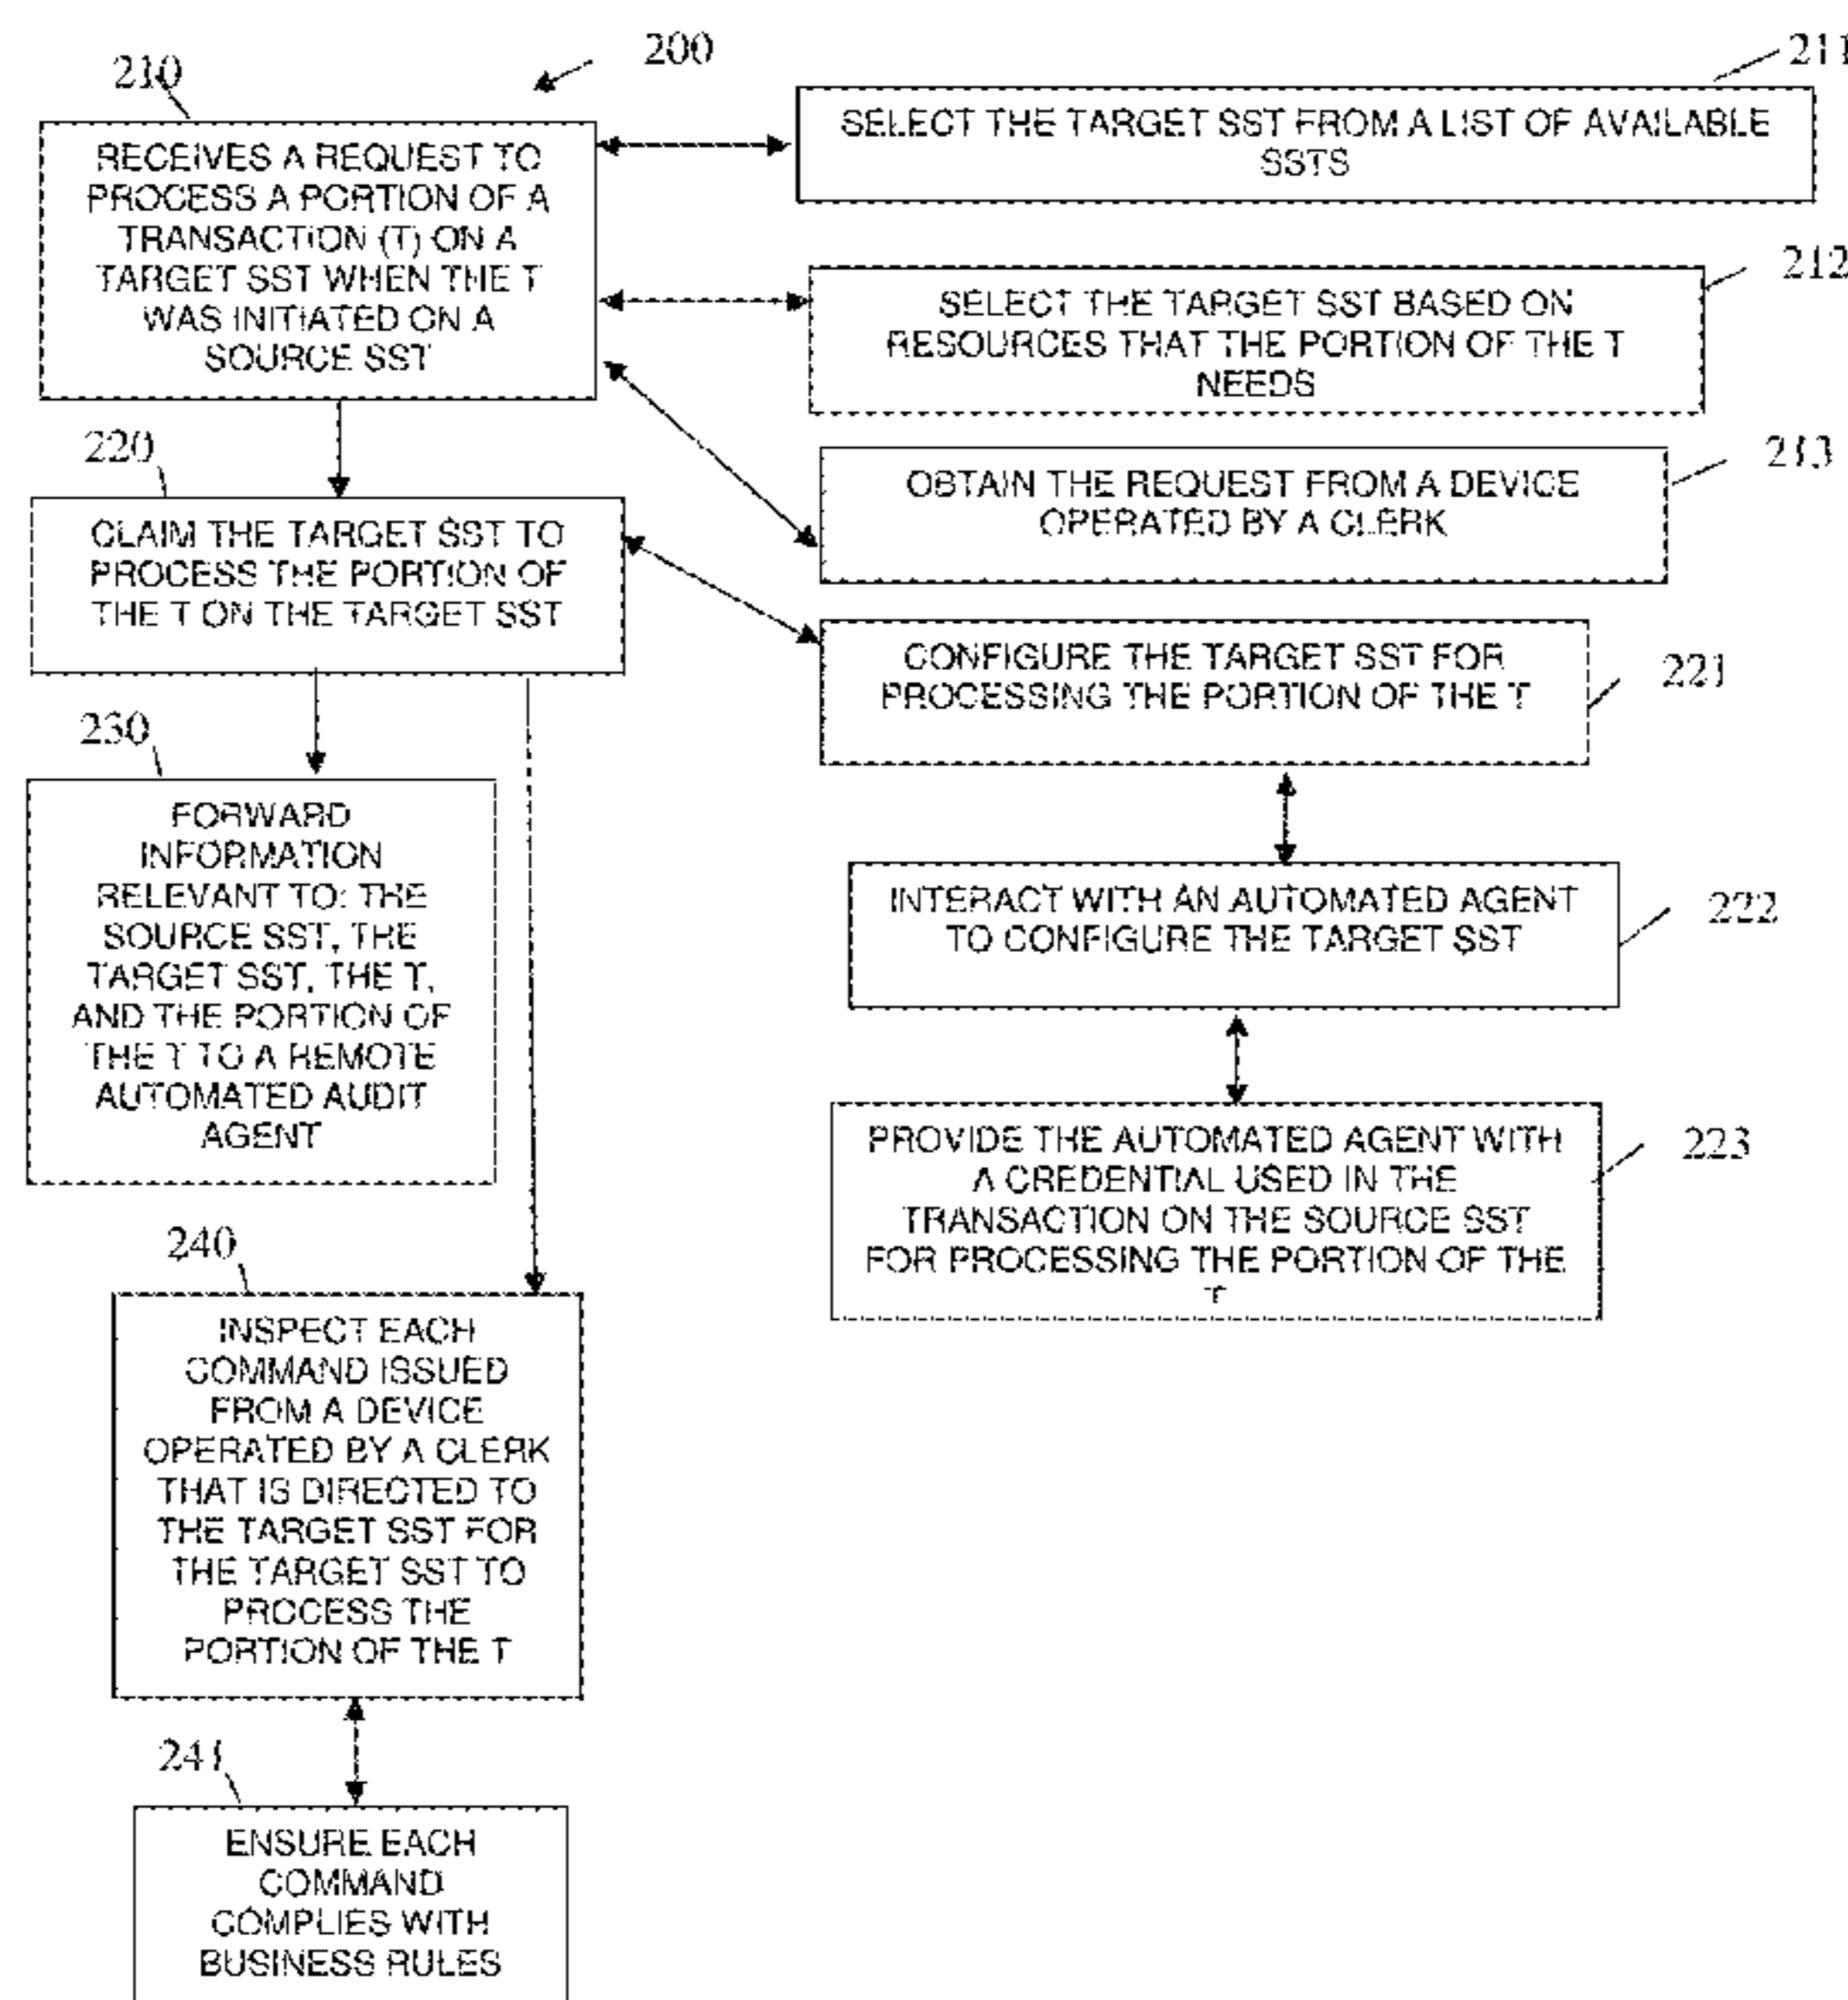 200
210
RECEIVES A REQUEST TO
PROCESS A PORTION OF A
TRANSACTION (T) ON A
TARGET SST WHEN THE T
WAS INITIATED ON A
SOURCE SST
211
SELECT THE TARGET SST FROM A LIST OF AVAILABLE
SSTS
212
SELECT THE TARGET SST BASED ON
RESOURCES THAT THE PORTION OF THE T
NEEDS
213
OBTAIN THE REQUEST FROM A DEVICE
OPERATED BY A CLERK
220
CLAIM THE TARGET SST TO
PROCESS THE PORTION OF
THE T ON THE TARGET SST
221
CONFIGURE THE TARGET SST FOR
PROCESSING THE PORTION OF THE T
222
INTERACT WITH AN AUTOMATED AGENT
TO CONFIGURE THE TARGET SST
223
PROVIDE THE AUTOMATED AGENT WITH
A CREDENTIAL USED IN THE
TRANSACTION ON THE SOURCE SST
FOR PROCESSING THE PORTION OF THE
T
230
FORWARD
INFORMATION
RELEVANT TO: THE
SOURCE SST, THE
TARGET SST, THE T,
AND THE PORTION OF
THE T TO A REMOTE
AUTOMATED AUDIT
AGENT
240
INSPECT EACH
COMMAND ISSUED
FROM A DEVICE
OPERATED BY A CLERK
THAT IS DIRECTED TO
THE TARGET SST FOR
THE TARGET SST TO
PROCESS THE
PORTION OF THE T
241
ENSURE EACH
COMMAND
COMPLIES WITH
BUSINESS RULES